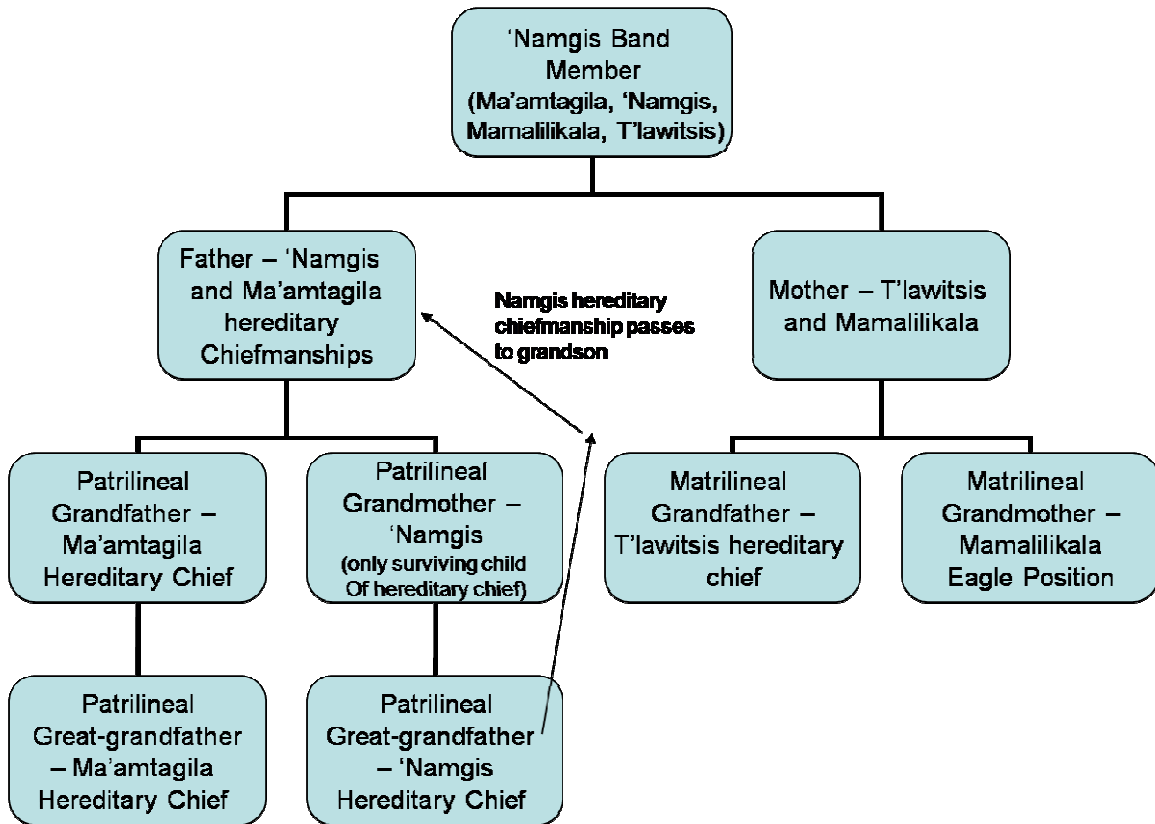 ‘Namgis Band
Member
(Ma’amtagila, ‘Namgis,
Mamalilikala, T’lawitsis)
Father – ‘Namgis
and Ma’amtagila
hereditary
Chiefmanships
Namgis hereditary
chiefmanship passes
to grandson
Mother – T’lawitsis
and Mamalilikala
Patrilineal
Grandfather –
Ma’amtagila
Hereditary Chief
Patrilineal
Grandmother –
‘Namgis
(only surviving child
Of hereditary chief)
Matrilineal
Grandfather –
T’lawitsis hereditary
chief
Matrilineal
Grandmother –
Mamalilikala
Eagle Position
Patrilineal
Great-grandfather
– Ma’amtagila
Hereditary Chief
Patrilineal
Great-grandfather
– ‘Namgis
Hereditary Chief